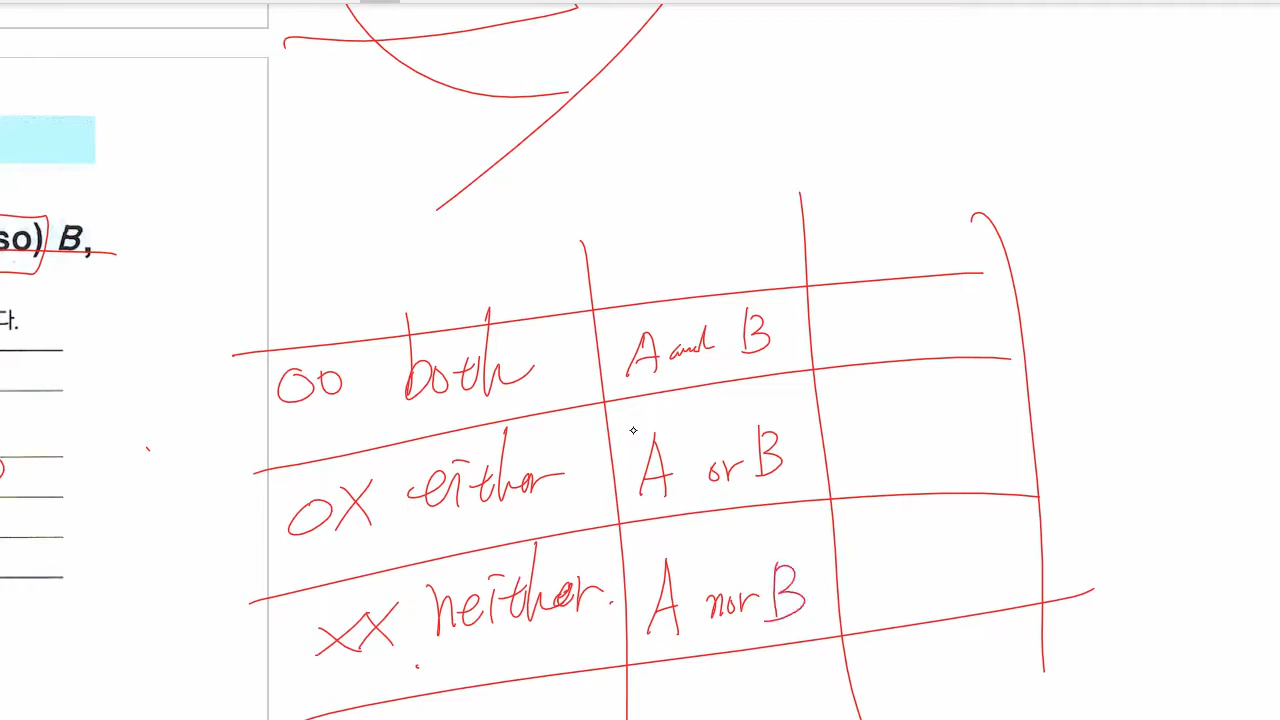 so) B,
다.
OO both A and B
OX either A or B
XX neither. A nor B